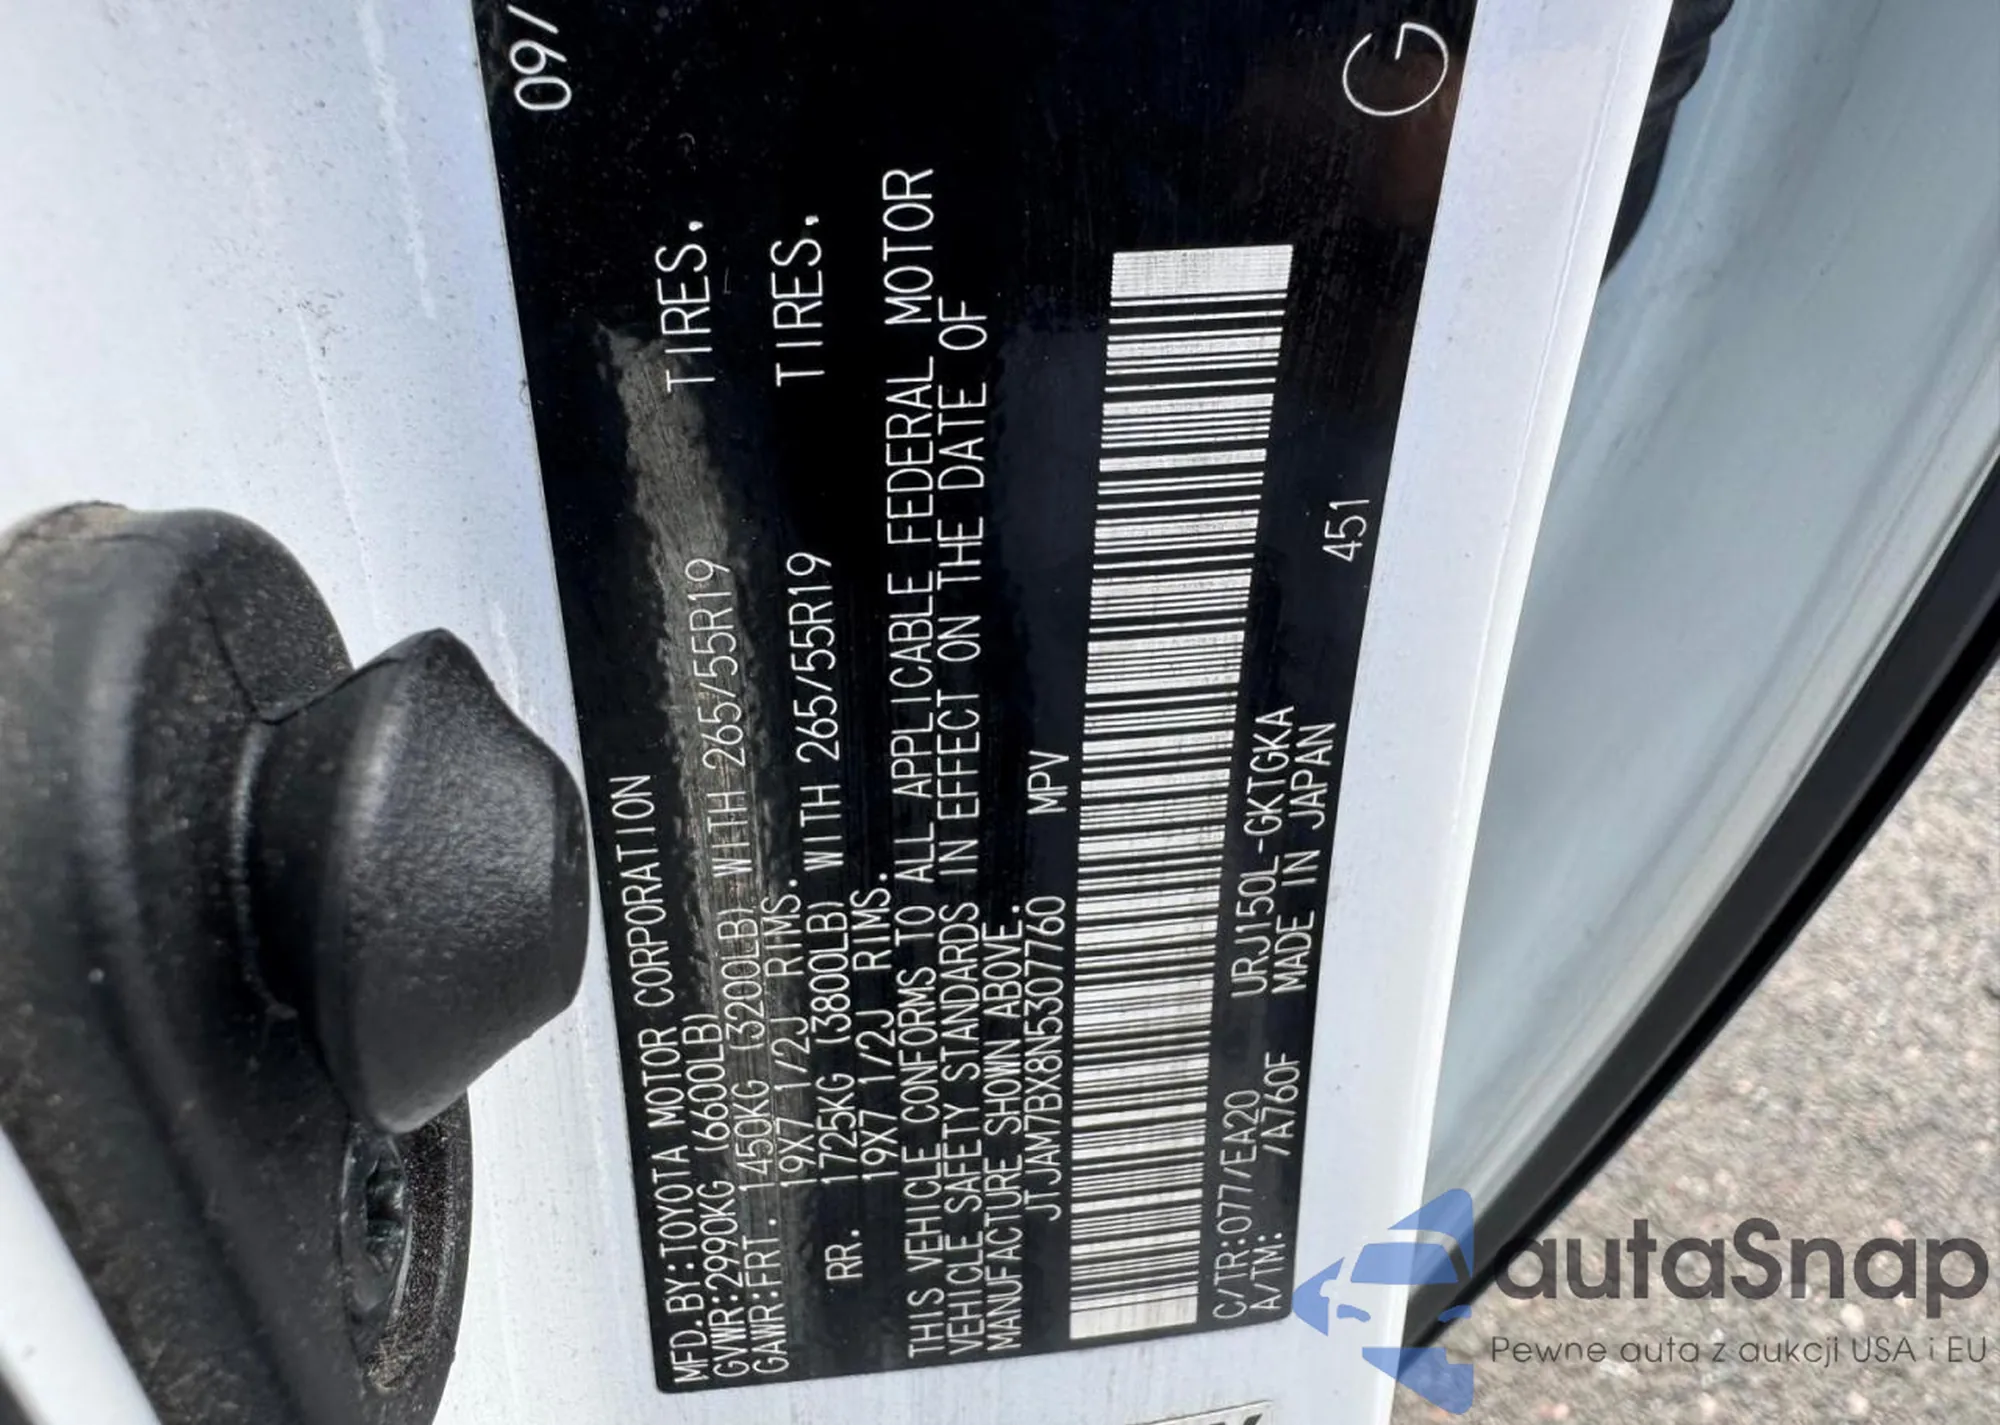 MFD.BY:TOYOTA MOTOR CORPORATION 09/
GVWR:2990KG (6600LB)
GAWR:FRT. 1450KG (3200LB) WITH 265/55R19 TIRES.
19X7 1/2J RIMS.
RR. 1725KG (3800LB) WITH 265/55R19 TIRES.
19X7 1/2J RIMS.
THIS VEHICLE CONFORMS TO ALL APPLICABLE FEDERAL MOTOR
VEHICLE SAFETY STANDARDS IN EFFECT ON THE DATE OF
MANUFACTURE SHOWN ABOVE.
JTJAM7BX8N5307760 MPV
C/TR:077/EA20 URJ150L-GKTGKA
A/TM: /A760F MADE IN JAPAN
451
G
autaSnap
Pewne auta z aukcji USA i EU